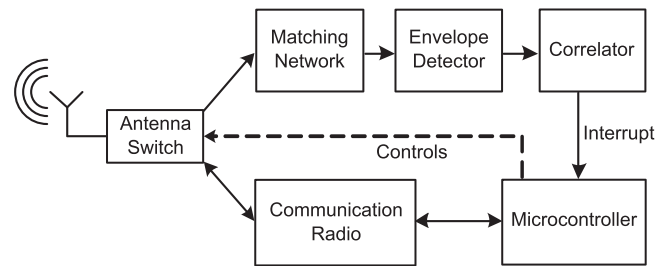 Matching
Network
Envelope
Detector
Correlator
Antenna
Switch
Interrupt
Controls
Communication
Radio
Microcontroller